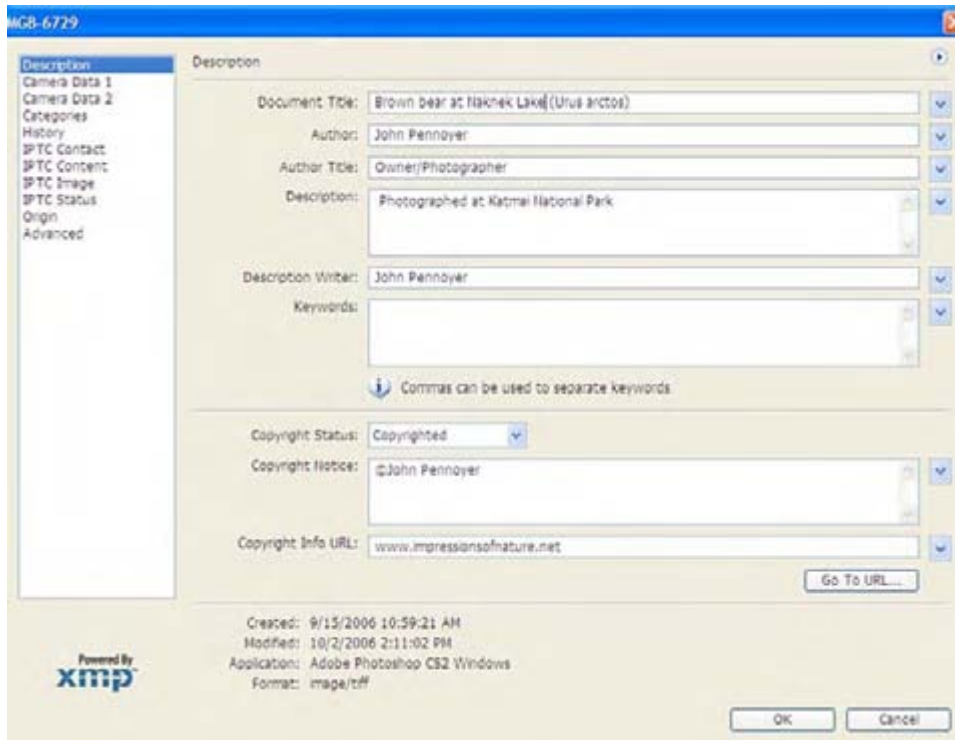 MGB-6729
Description
Camera Data 1
Camera Data 2
Categories
History
IPTC Contact
IPTC Content
IPTC Image
IPTC Status
Origin
Advanced
Description
Document Title: Brown bear at Naknek Lake (Urus arctos)
Author: John Pennoyer
Author Title: Owner/Photographer
Description: Photographed at Katmai National Park
Description Writer: John Pennoyer
Keywords:
Commas can be used to separate keywords
Copyright Status: Copyrighted
Copyright Notice: ©John Pennoyer
Copyright Info URL: www.impressionsofnature.net
Go To URL...
Created: 9/15/2006 10:59:21 AM
Modified: 10/2/2006 2:11:02 PM
Application: Adobe Photoshop CS2 Windows
Format: image/tiff
Powered By
xmp
OK
Cancel